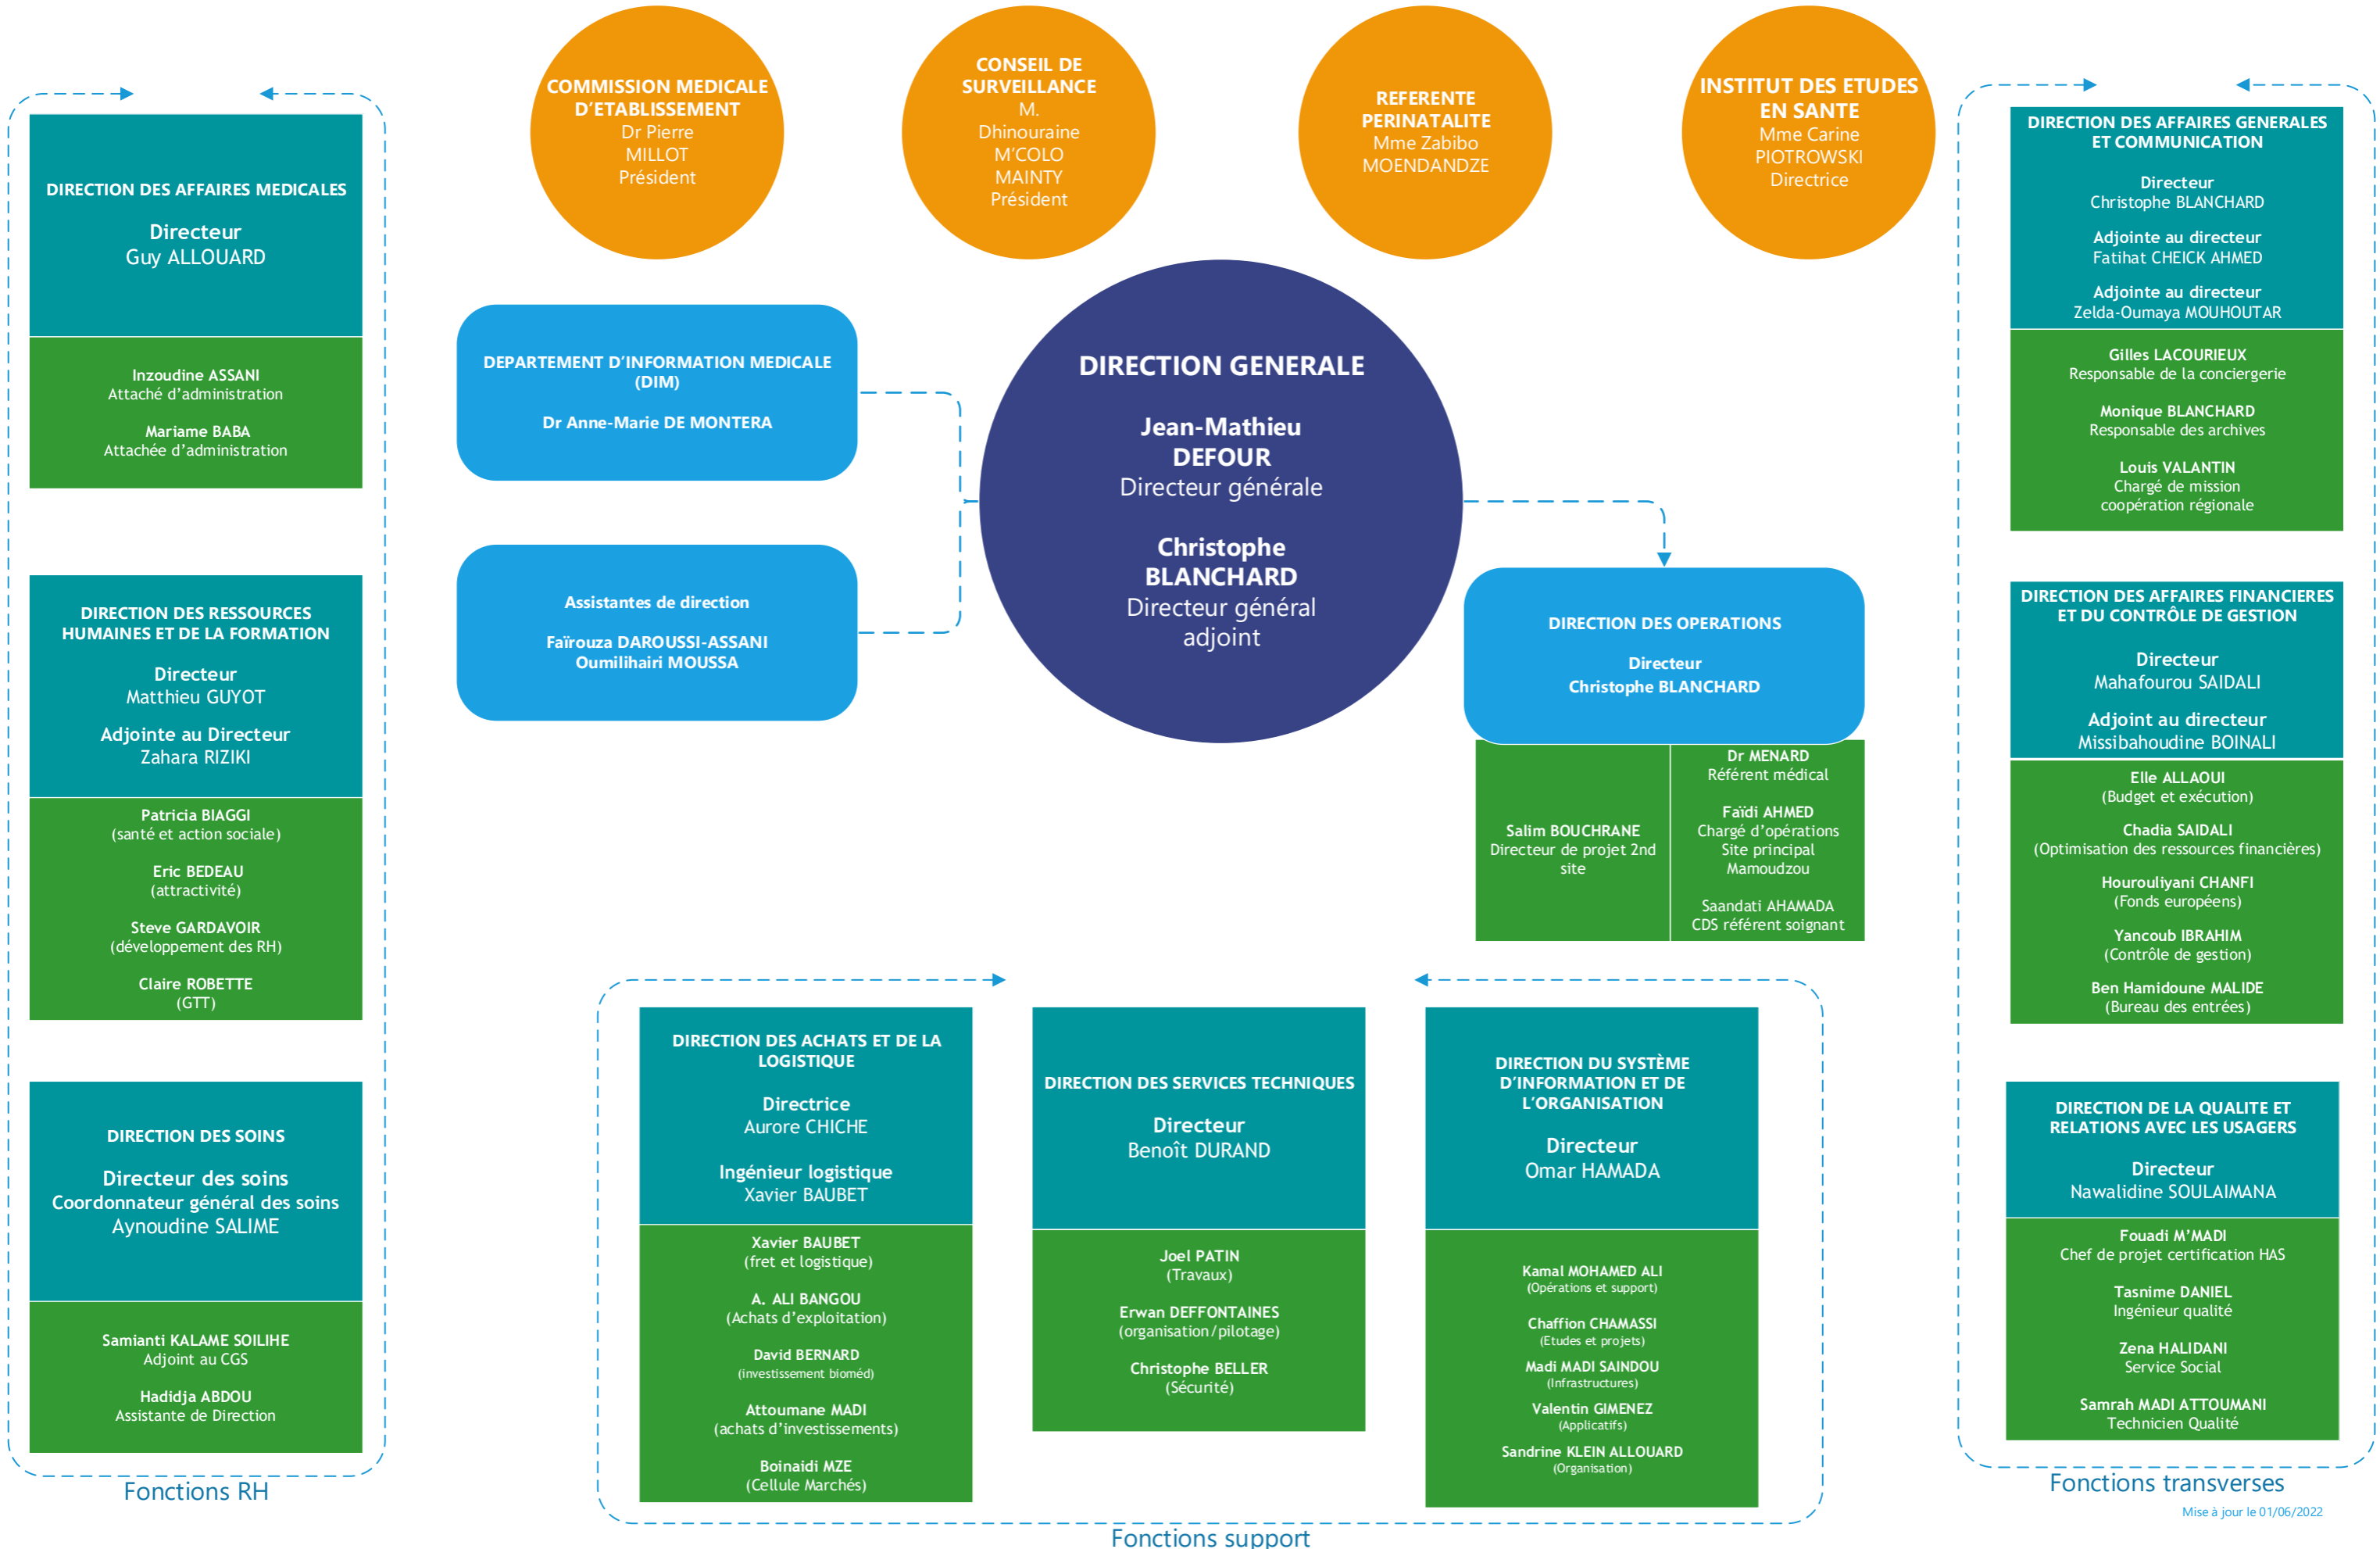 COMMISSION MEDICALE
D'ETABLISSEMENT
Dr Pierre
MILLOT
Président
CONSEIL DE
SURVEILLANCE
M.
Dhinouraine
M'COLO
MAINTY
Président
REFERENTE
PERINATALITE
Mme Zabibo
MOENDANDZE
INSTITUT DES ETUDES
EN SANTE
Mme Carine
PIOTROWSKI
Directrice
DIRECTION DES AFFAIRES MEDICALES
Directeur
Guy ALLOUARD
Inzoudine ASSANI
Attaché d'administration
Mariame BABA
Attachée d'administration
DIRECTION DES RESSOURCES
HUMAINES ET DE LA FORMATION
Directeur
Matthieu GUYOT
Adjointe au Directeur
Zahara RIZIKI
Patricia BIAGGI
(santé et action sociale)
Eric BEDEAU
(attractivité)
Steve GARDAVOIR
(développement des RH)
Claire ROBETTE
(GTT)
DIRECTION DES SOINS
Directeur des soins
Coordonnateur général des soins
Aynoudine SALIME
Samianti KALAME SOILIHE
Adjoint au CGS
Hadidja ABDOU
Assistante de Direction
Fonctions RH
DEPARTEMENT D'INFORMATION MEDICALE
(DIM)
Dr Anne-Marie DE MONTERA
Assistantes de direction
Faïrouza DAROUSSI-ASSANI
Oumilihairi MOUSSA
DIRECTION GENERALE
Jean-Mathieu
DEFOUR
Directeur générale
Christophe
BLANCHARD
Directeur général
adjoint
DIRECTION DES OPERATIONS
Directeur
Christophe BLANCHARD
Salim BOUCHRANE
Directeur de projet 2nd
site
Dr MENARD
Référent médical
Faïdi AHMED
Chargé d'opérations
Site principal
Mamoudzou
Saandati AHAMADA
CDS référent soignant
DIRECTION DES ACHATS ET DE LA
LOGISTIQUE
Directrice
Aurore CHICHE
Ingénieur logistique
Xavier BAUBET
Xavier BAUBET
(fret et logistique)
A. ALI BANGOU
(Achats d'exploitation)
David BERNARD
(investissement bioméd)
Attoumane MADI
(achats d'investissements)
Boinaidi MZE
(Cellule Marchés)
DIRECTION DES SERVICES TECHNIQUES
Directeur
Benoît DURAND
Joel PATIN
(Travaux)
Erwan DEFFONTAINES
(organisation/pilotage)
Christophe BELLER
(Sécurité)
DIRECTION DU SYSTÈME
D'INFORMATION ET DE
L'ORGANISATION
Directeur
Omar HAMADA
Kamal MOHAMED ALI
(Opérations et support)
Chaffion CHAMASSI
(Etudes et projets)
Madi MADI SAINDOU
(Infrastructures)
Valentin GIMENEZ
(Applicatifs)
Sandrine KLEIN ALLOUARD
(Organisation)
Fonctions support
DIRECTION DES AFFAIRES GENERALES
ET COMMUNICATION
Directeur
Christophe BLANCHARD
Adjointe au directeur
Fatihat CHEICK AHMED
Adjointe au directeur
Zelda-Oumaya MOUHOUTAR
Gilles LACOURIEUX
Responsable de la conciergerie
Monique BLANCHARD
Responsable des archives
Louis VALANTIN
Chargé de mission
coopération régionale
DIRECTION DES AFFAIRES FINANCIERES
ET DU CONTRÔLE DE GESTION
Directeur
Mahafourou SAIDALI
Adjoint au directeur
Missibahoudine BOINALI
Elle ALLAOUI
(Budget et exécution)
Chadia SAIDALI
(Optimisation des ressources financières)
Hourouliyani CHANFI
(Fonds européens)
Yancoub IBRAHIM
(Contrôle de gestion)
Ben Hamidoune MALIDE
(Bureau des entrées)
DIRECTION DE LA QUALITE ET
RELATIONS AVEC LES USAGERS
Directeur
Nawalidine SOULAIMANA
Fouadi M'MADI
Chef de projet certification HAS
Tasnime DANIEL
Ingénieur qualité
Zena HALIDANI
Service Social
Samrah MADI ATTOUMANI
Technicien Qualité
Fonctions transverses
Mise à jour le 01/06/2022